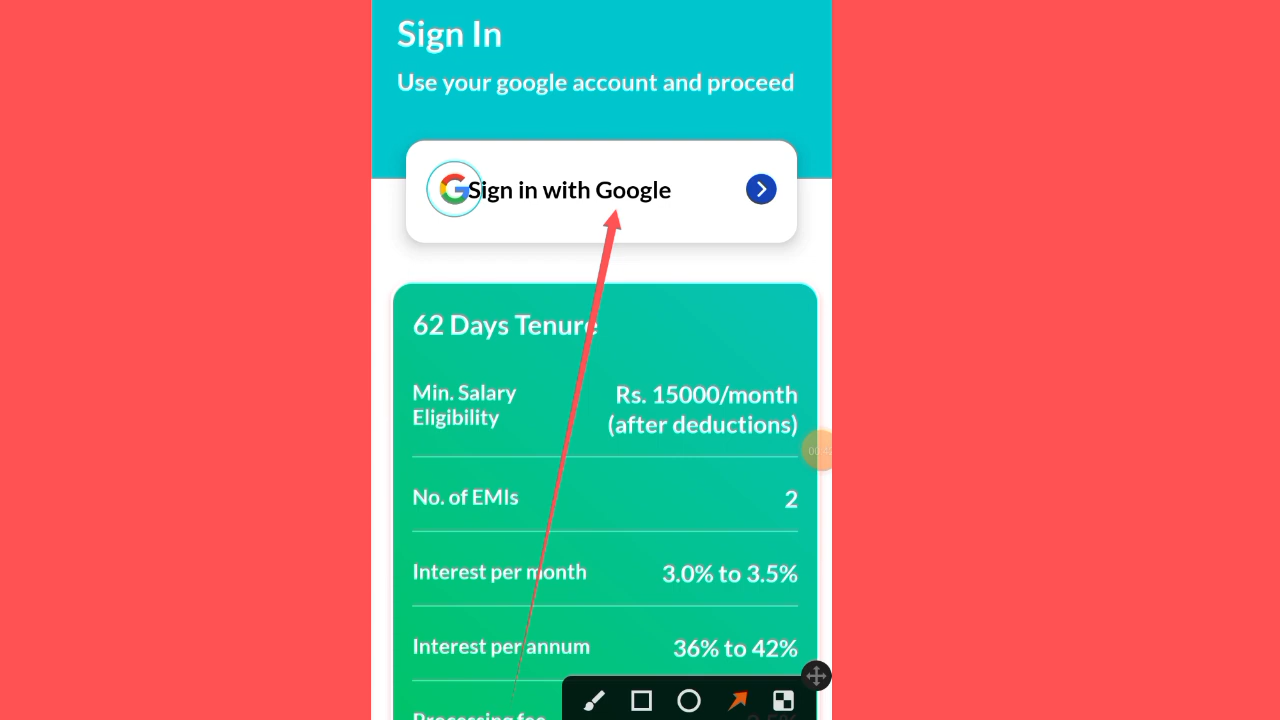 Sign In
Use your google account and proceed
Sign in with Google
62 Days Tenure
Min. Salary
Eligibility
Rs. 15000/month
(after deductions)
No. of EMIs
2
Interest per month
3.0% to 3.5%
Interest per annum
36% to 42%
Processing fee